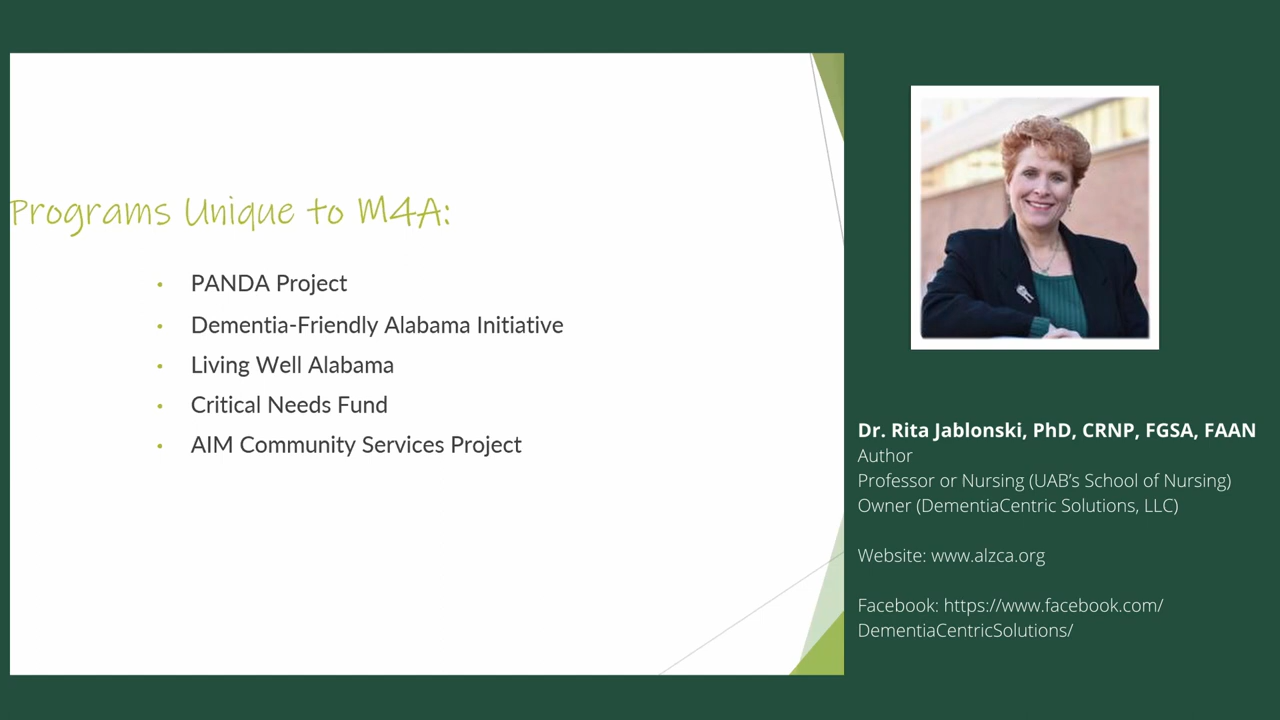 Programs Unique to M4A:
• PANDA Project
• Dementia-Friendly Alabama Initiative
• Living Well Alabama
• Critical Needs Fund
• AIM Community Services Project
Dr. Rita Jablonski, PhD, CRNP, FGSA, FAAN
Author
Professor or Nursing (UAB’s School of Nursing)
Owner (DementiaCentric Solutions, LLC)
Website: www.alzca.org
Facebook: https://www.facebook.com/
DementiaCentricSolutions/